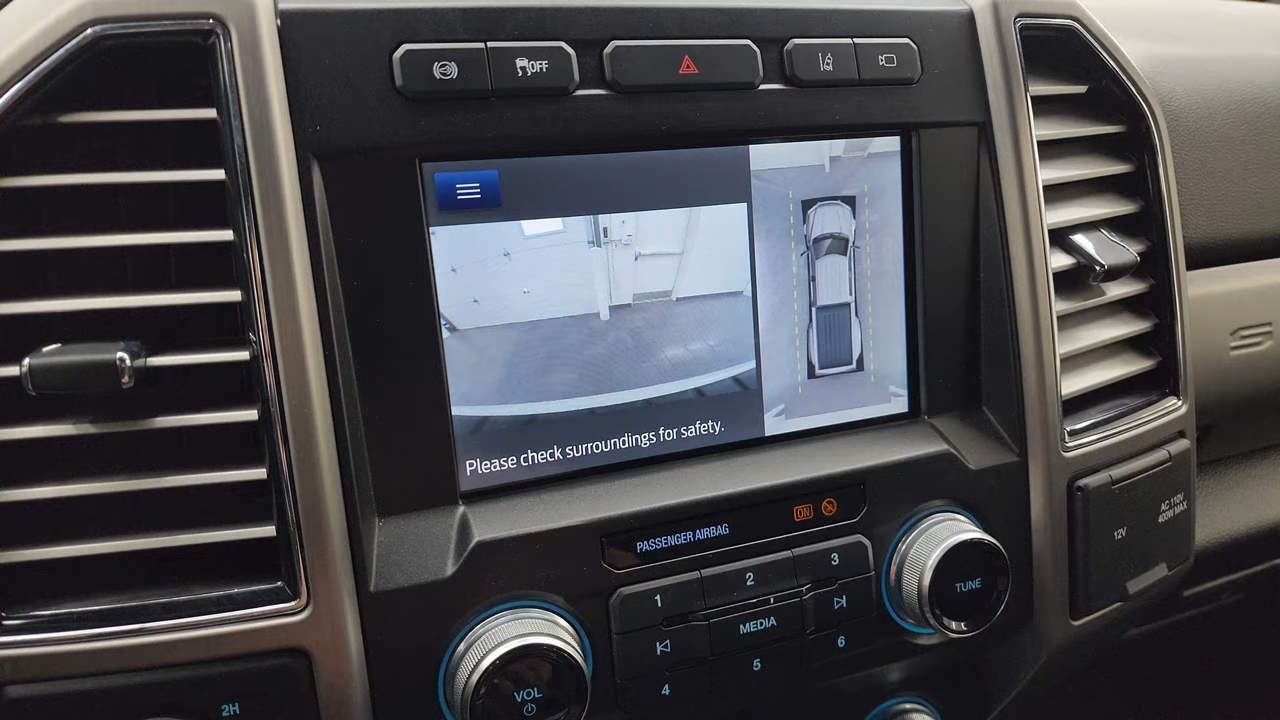 OFF
Please check surroundings for safety.
PASSENGER AIRBAG
ON
1
2
3
MEDIA
4
5
6
VOL
TUNE
2H
12V
AC 110V
400W MAX